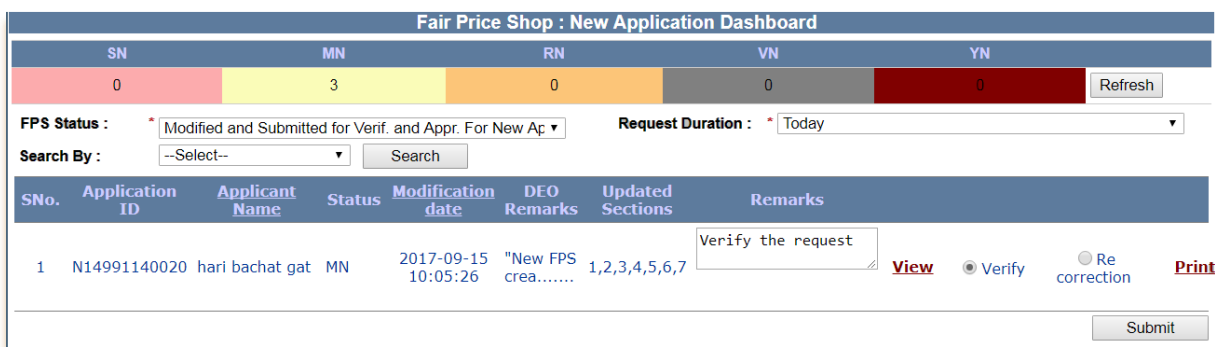 Fair Price Shop : New Application Dashboard
SN MN RN VN YN
0 3 0 0 0 Refresh
FPS Status : * Modified and Submitted for Verif. and Appr. For New Ap Request Duration : * Today
Search By : --Select-- Search
SNo. Application ID Applicant Name Status Modification date DEO Remarks Updated Sections Remarks
1 N14991140020 hari bachat gat MN 2017-09-15 10:05:26 "New FPS crea....... 1,2,3,4,5,6,7 Verify the request View Verify Re correction Print
Submit